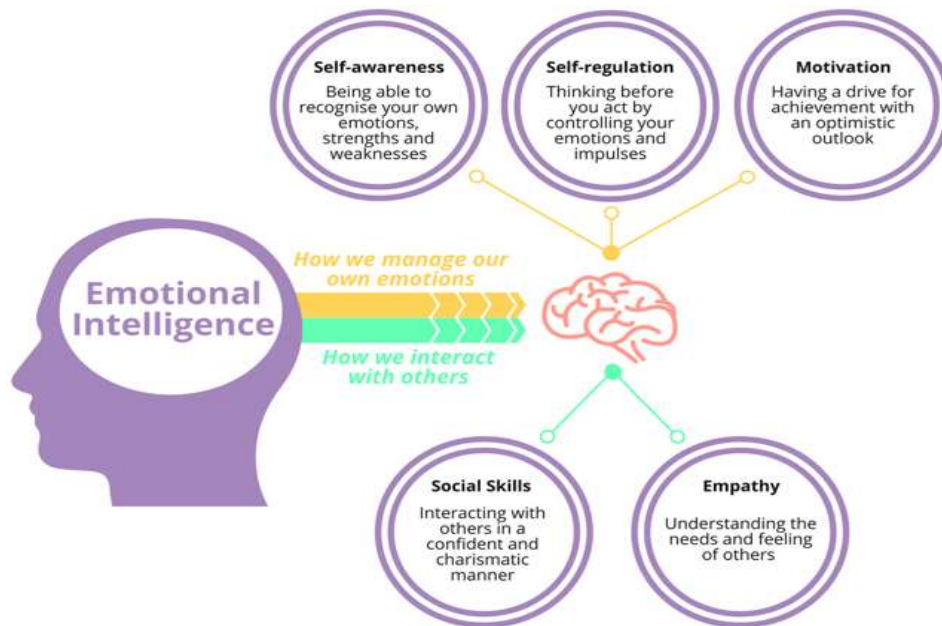 Self-awareness
Being able to
recognise your own
emotions,
strengths and
weaknesses
Self-regulation
Thinking before
you act by
controlling your
emotions and
impulses
Motivation
Having a drive for
achievement with
an optimistic
outlook
Emotional
Intelligence
How we manage our
own emotions
How we interact
with others
Social Skills
Interacting with
others in a
confident and
charismatic
manner
Empathy
Understanding the
needs and feeling
of others